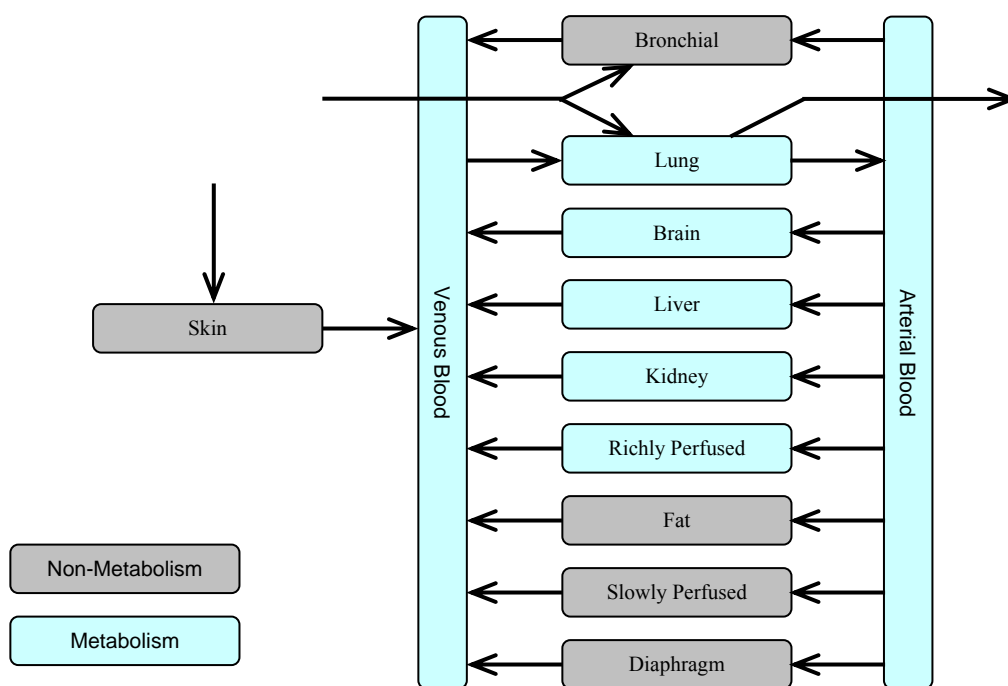 Bronchial
Lung
Brain
Liver
Skin
Kidney
Richly Perfused
Fat
Slowly Perfused
Diaphragm
Venous Blood
Arterial Blood
Non-Metabolism
Metabolism